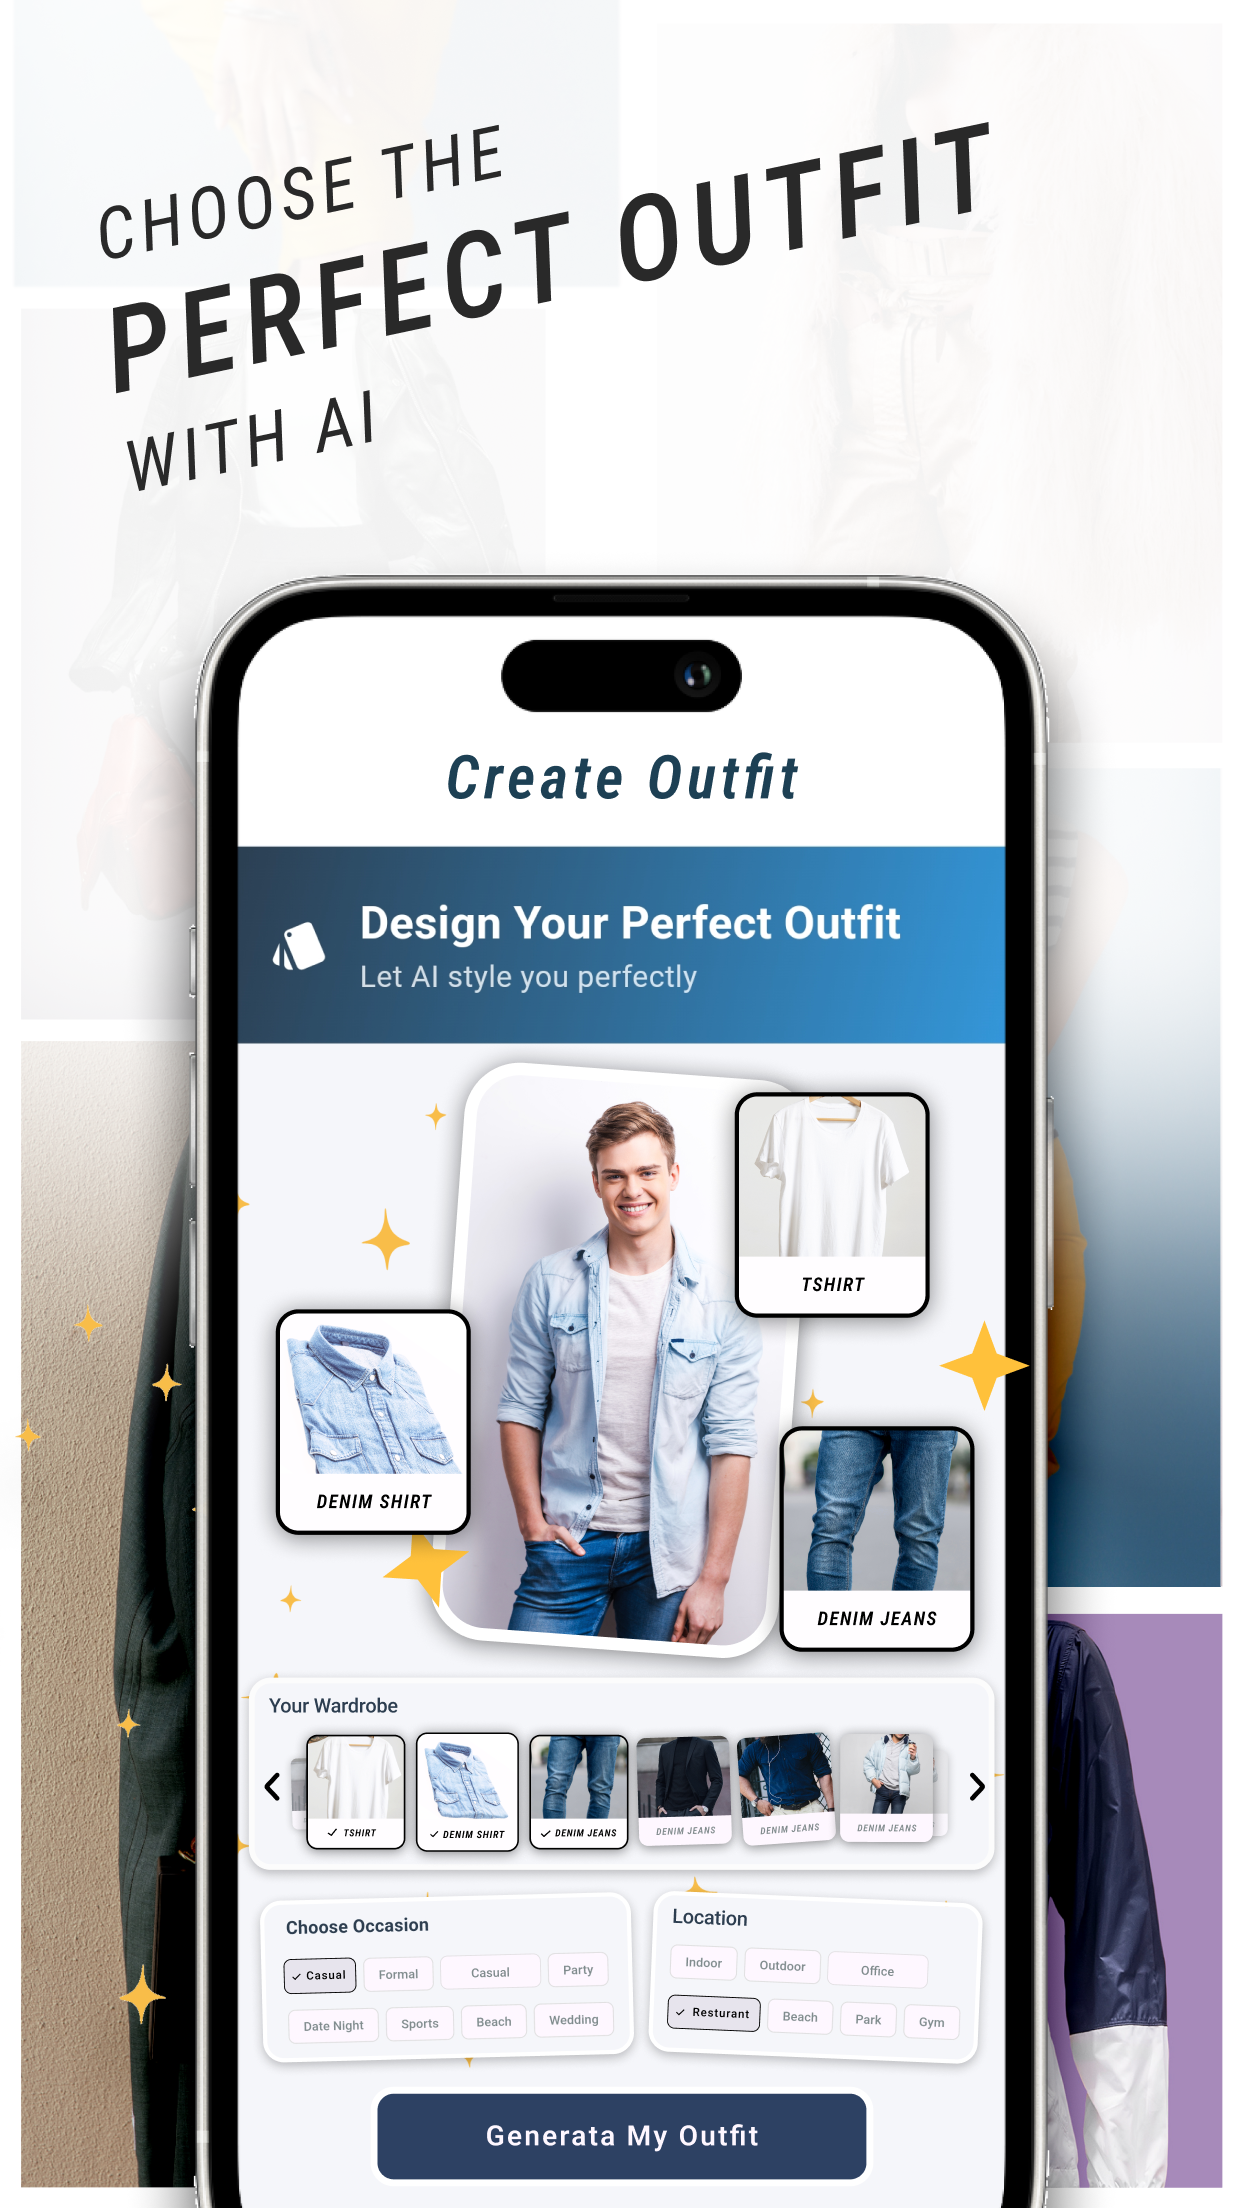 CHOOSE THE
PERFECT OUTFIT
WITH AI
Create Outfit
Design Your Perfect Outfit
Let AI style you perfectly
TSHIRT
DENIM SHIRT
DENIM JEANS
Your Wardrobe
TSHIRT
DENIM SHIRT
DENIM JEANS
DENIM JEANS
DENIM JEANS
DENIM JEANS
Choose Occasion
Casual Formal Casual Party
Date Night Sports Beach Wedding
Location
Indoor Outdoor Office
Resturant Beach Park Gym
Generata My Outfit